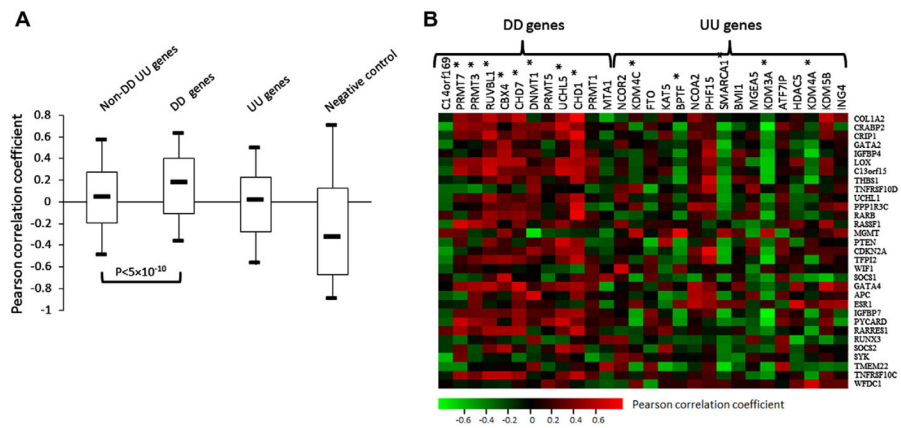 A
Non-DD UU genes
DD genes
UU genes
Negative control
Pearson correlation coefficient
0.8
0.6
0.4
0.2
0
-0.2
-0.4
-0.6
-0.8
-1
P<5×10-10
B
DD genes
UU genes
C14orf169
PRMT7 *
PRMT3 *
RUVBL1 *
CBX4 *
CHD7 *
DNMT1 *
PRMT5
UCHL5 *
CHD1 *
PRMT1
MTA1
NCOR2
KDM4C *
FTO
KAT5
BPTF *
NCOA2
PHF15
SMARCA1 *
BMI1
MGEA5
KDM3A *
ATF7IP
HDAC5
KDM4A *
KDM5B
ING4
COL1A2
CRABP2
CRIP1
GATA2
IGFBP4
LOX
C13orf15
THBS1
TNFRSF10D
UCHL1
PPP1R3C
RARB
RASSF1
MGMT
PTEN
CDKN2A
TFPI2
WIF1
SOCS1
GATA4
APC
ESR1
IGFBP7
PYCARD
RARRES1
RUNX3
SOCS2
SYK
TMEM22
TNFRSF10C
WFDC1
-0.6 -0.4 -0.2 0 0.2 0.4 0.6
Pearson correlation coefficient